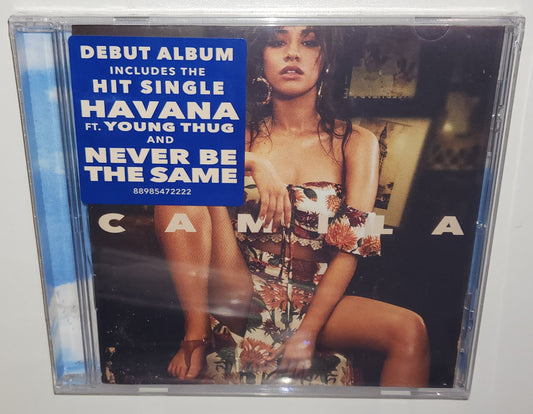 DEBUT ALBUM
INCLUDES THE
HIT SINGLE
HAVANA
FT. YOUNG THUG
AND
NEVER BE
THE SAME
88985472222
CAMILA